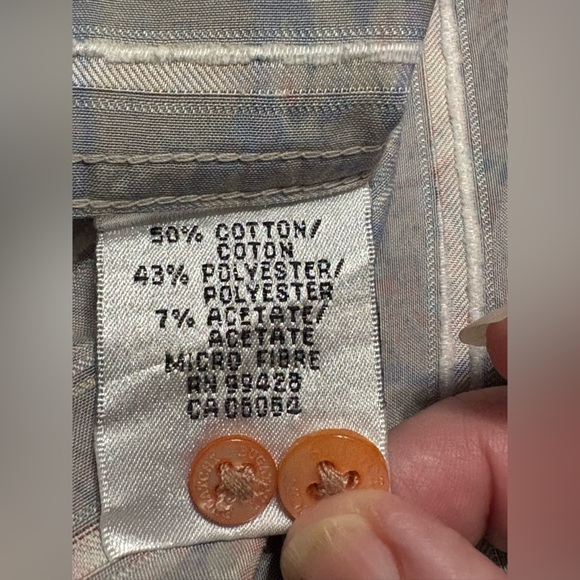 50% COTTON/
COTON
43% POLYESTER/
POLYESTER
7% ACETATE/
ACETATE
MICRO FIBRE
RN 99428
CA 05054